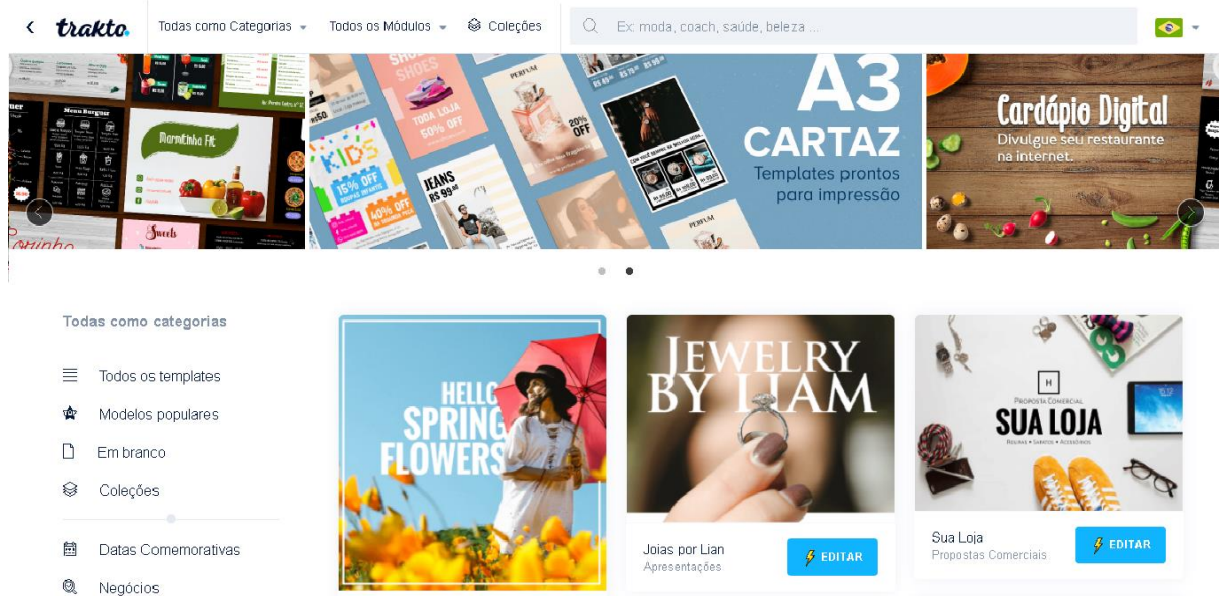 trakto.
Todas como Categorias
Todos os Módulos
Coleções
Ex: moda, coach, saúde, beleza ...
Menu Burguer
Marmitinha Fit
Sweets
SHOES
TODA LOJA
50% OFF
PERFUM
20%
OFF
KIDS
15% OFF
JEANS
R$ 99
40% OFF
PERFUM
A3
CARTAZ
Templates prontos
para impressão
Cardápio Digital
Divulgue seu restaurante
na internet.
Todas como categorias
Todos os templates
Modelos populares
Em branco
Coleções
Datas Comemorativas
Negócios
HELLO
SPRING
FLOWERS
JEWELRY
BY LIAM
Joias por Lian
Apresentações
EDITAR
H
PROPOSTA COMERCIAL
SUA LOJA
Sua Loja
Propostas Comerciais
EDITAR